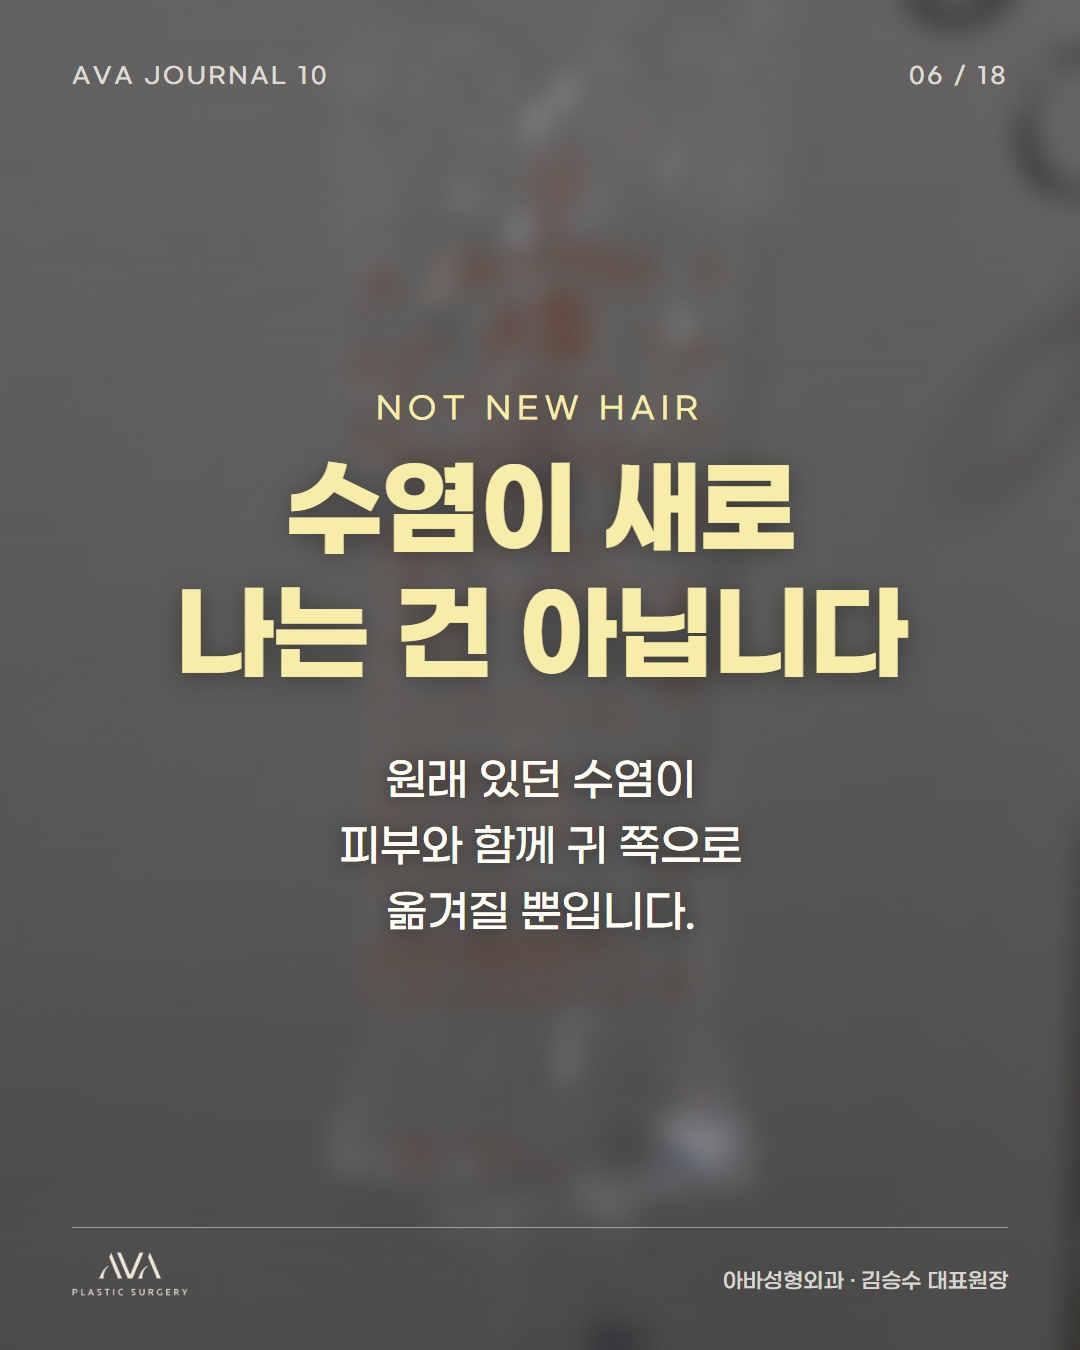 AVA JOURNAL 10
06 / 18
NOT NEW HAIR
수염이 새로
나는 건 아닙니다
원래 있던 수염이
피부와 함께 귀 쪽으로
옮겨질 뿐입니다.
AVA
PLASTIC SURGERY
아바성형외과 · 김승수 대표원장